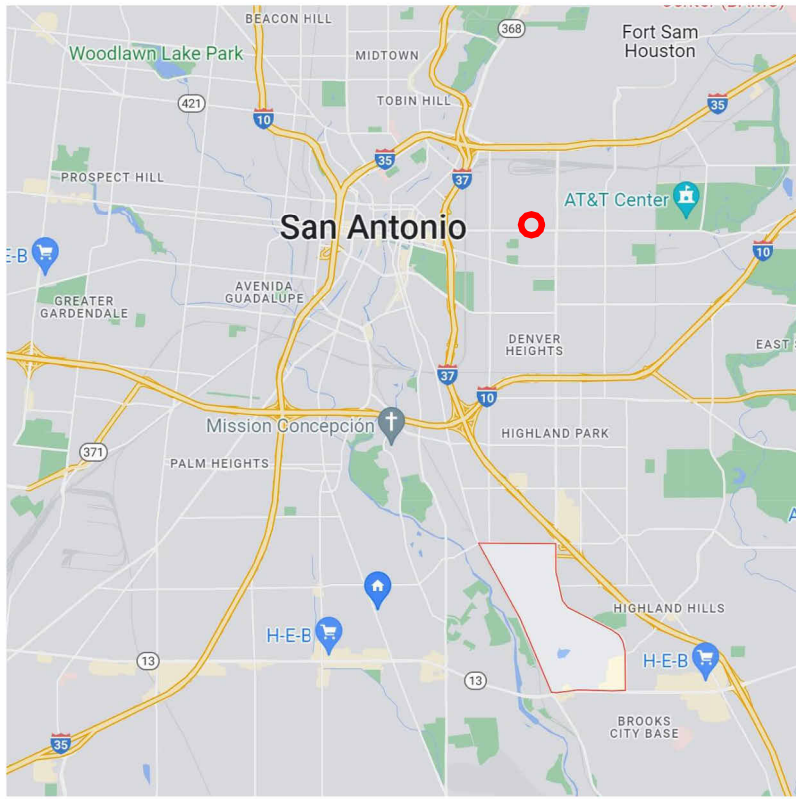 BEACON HILL
368
Fort Sam
Houston
Woodlawn Lake Park
MIDTOWN
421
TOBIN HILL
35
10
35
PROSPECT HILL
37
AT&T Center
San Antonio
E-B
10
AVENIDA
GUADALUPE
GREATER
GARDENDALE
DENVER
HEIGHTS
EAST
37
10
Mission Concepción
HIGHLAND PARK
371
PALM HEIGHTS
A
HIGHLAND HILLS
H-E-B
13
H-E-B
13
BROOKS
CITY BASE
35